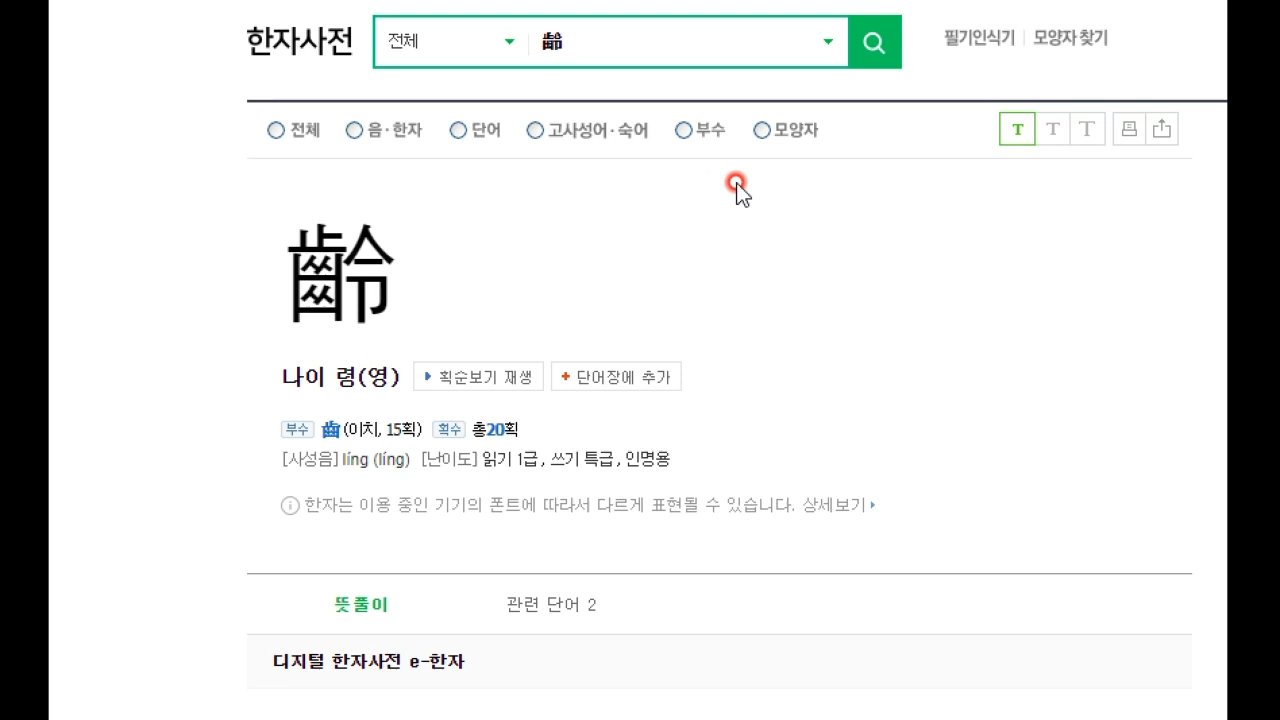 한자사전 전체 齡 필기인식기 모양자 찾기
전체 음·한자 단어 고사성어·숙어 부수 모양자 T T T
齡
나이 령(영) 획순보기 재생 단어장에 추가
부수 齒(이치, 15획) 획수 총20획
[사성음] líng (líng) [난이도] 읽기 1급, 쓰기 특급, 인명용
한자는 이용 중인 기기의 폰트에 따라서 다르게 표현될 수 있습니다. 상세보기
뜻풀이 관련 단어 2
디지털 한자사전 e-한자